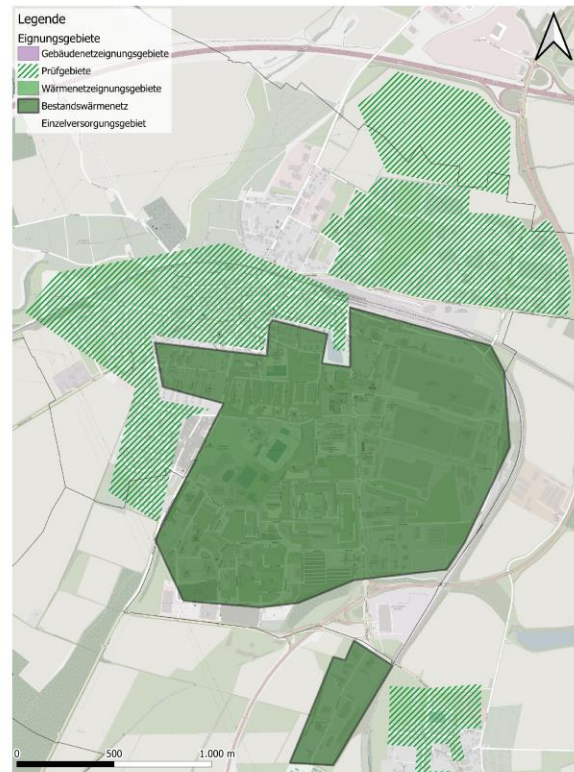 Legende
Eignungsgebiete
Gebäudenetzeignungsgebiete
Prüfgebiete
Wärmenetzeignungsgebiete
Bestandswärmenetz
Einzelversorgungsgebiet
0 500 1.000 m